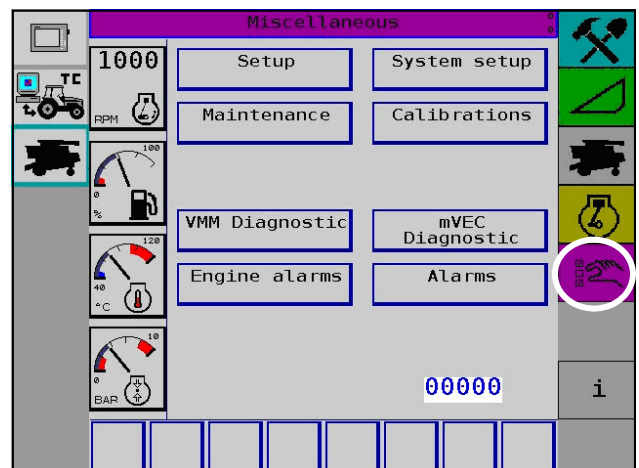 Miscellaneous
TC
1000
RPM
Setup
System setup
Maintenance
Calibrations
100
0
%
VMM Diagnostic
mVEC
Diagnostic
120
40
°C
Engine alarms
Alarms
10
0
BAR
00000
i